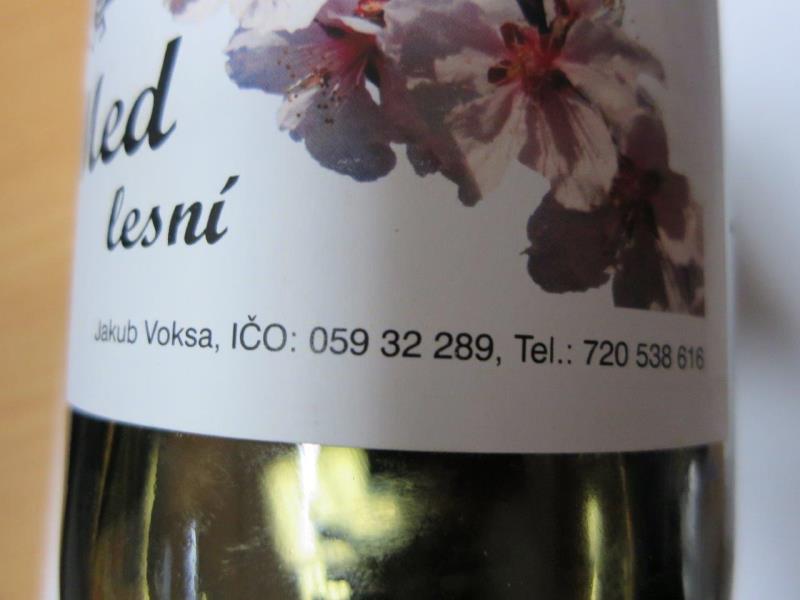 Med
lesní
Jakub Voksa, IČO: 059 32 289, Tel.: 720 538 616